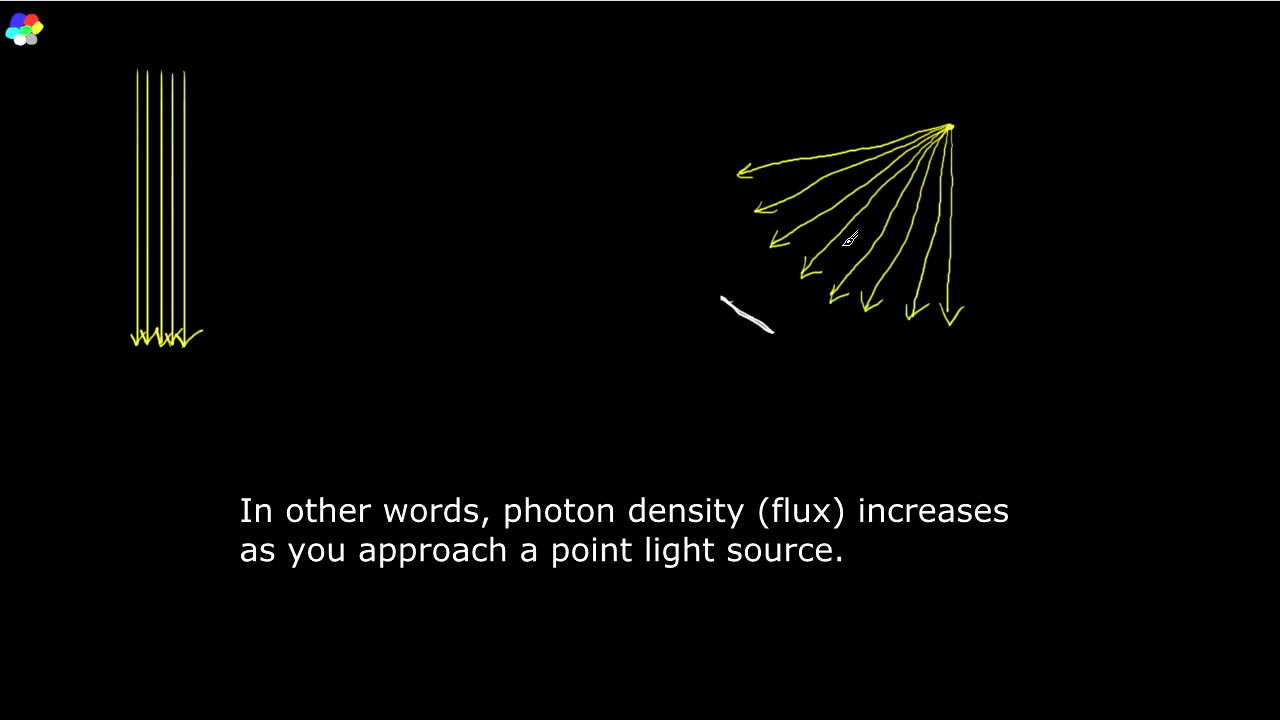 In other words, photon density (flux) increases
as you approach a point light source.